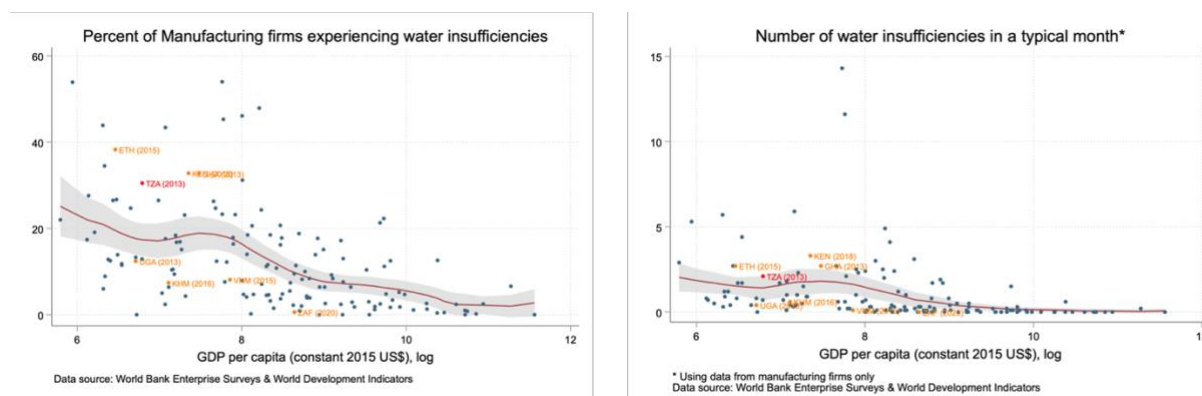 Percent of Manufacturing firms experiencing water insufficiencies
60
40
20
0
ETH (2015)
TZA (2013)
UGA (2013)
KHM (2016)
VNM (2015)
ZAF (2020)
6
8
10
12
GDP per capita (constant 2015 US$), log
Data source: World Bank Enterprise Surveys & World Development Indicators
Number of water insufficiencies in a typical month*
15
10
5
0
KEN (2018)
ETH (2015)
GHA (2013)
TZA (2013)
UGA
(2016)
6
8
10
GDP per capita (constant 2015 US$), log
* Using data from manufacturing firms only
Data source: World Bank Enterprise Surveys & World Development Indicators